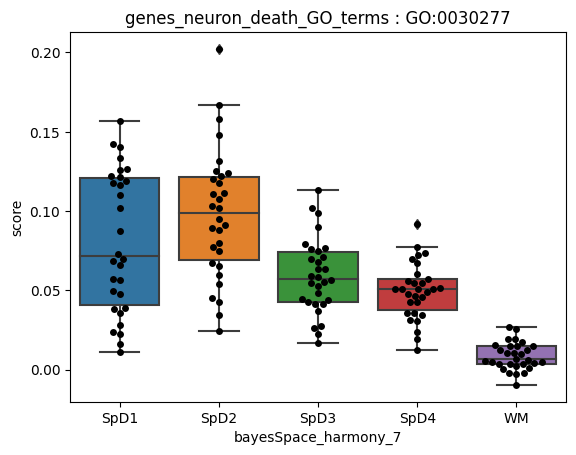 genes_neuron_death_GO_terms : GO:0030277
score
0.20
0.15
0.10
0.05
0.00
SpD1 SpD2 SpD3 SpD4 WM
bayesSpace_harmony_7